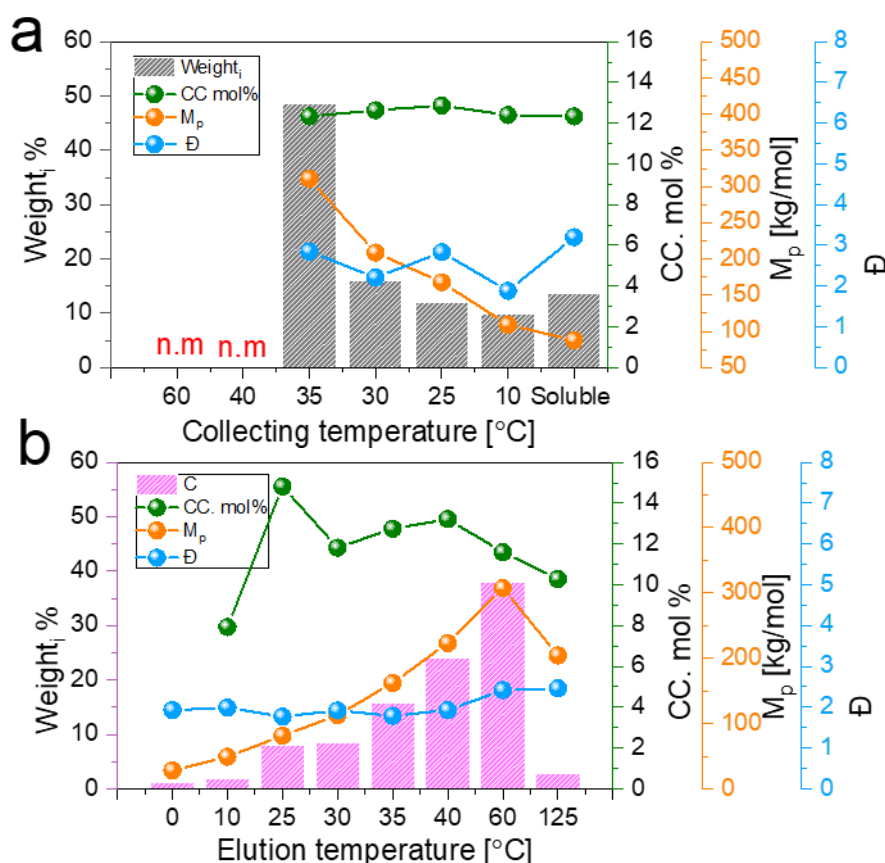 a
Weight_i
CC mol%
M_p
Đ
Weight_i %
60
50
40
30
20
10
0
n.m n.m
60 40 35 30 25 10 Soluble
Collecting temperature [°C]
16
14
12
10
8
6
4
2
0
CC. mol %
500
450
400
350
300
250
200
150
100
50
M_p [kg/mol]
8
7
6
5
4
3
2
1
0
Đ
b
C
CC. mol%
M_p
Đ
Weight_i %
60
50
40
30
20
10
0
0 10 25 30 35 40 60 125
Elution temperature [°C]
16
14
12
10
8
6
4
2
0
CC. mol %
500
400
300
200
100
0
M_p [kg/mol]
8
7
6
5
4
3
2
1
0
Đ